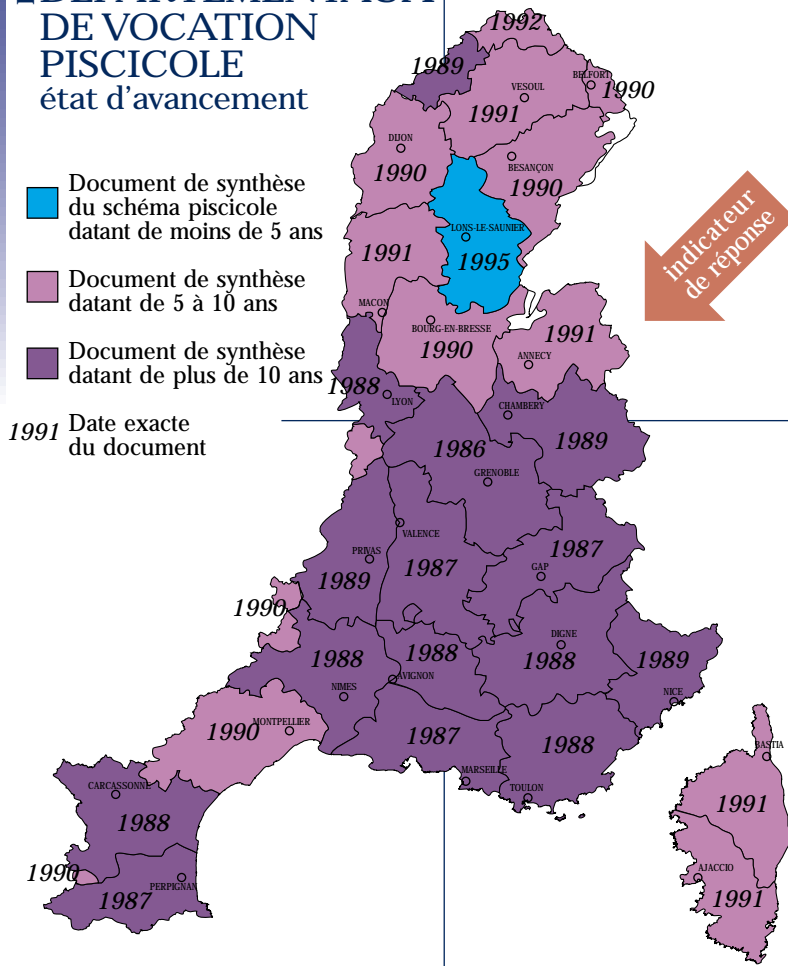 DE VOCATION
PISCICOLE
état d'avancement
Document de synthèse
du schéma piscicole
datant de moins de 5 ans
Document de synthèse
datant de 5 à 10 ans
Document de synthèse
datant de plus de 10 ans
1991 Date exacte
du document
indicateur
de réponse
1992
1989
VESOUL
1991
BELFORT
1990
DIJON
1990
BESANÇON
1990
LONS-LE-SAUNIER
1995
1991
MACON
BOURG-EN-BRESSE
1990
1991
ANNECY
1988
LYON
CHAMBERY
1989
1986
GRENOBLE
VALENCE
1987
PRIVAS
1989
1987
GAP
1990
1988
NIMES
1988
AVIGNON
DIGNE
1988
1989
NICE
1990
MONTPELLIER
1987
MARSEILLE
1988
TOULON
CARCASSONNE
1988
1990
1987
PERPIGNAN
BASTIA
1991
AJACCIO
1991